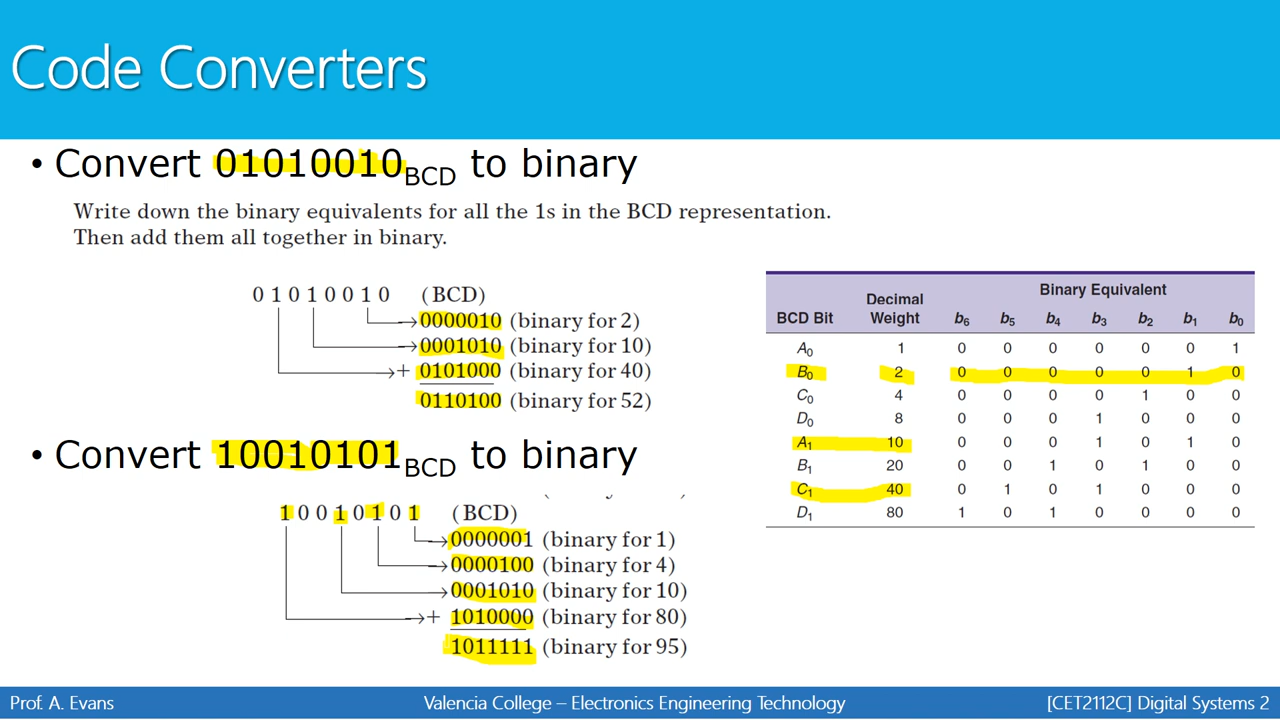 Code Converters
• Convert 01010010BCD to binary
Write down the binary equivalents for all the 1s in the BCD representation.
Then add them all together in binary.
0 1 0 1 0 0 1 0 (BCD)
0000010 (binary for 2)
0001010 (binary for 10)
+ 0101000 (binary for 40)
0110100 (binary for 52)
• Convert 10010101BCD to binary
1 0 0 1 0 1 0 1 (BCD)
0000001 (binary for 1)
0000100 (binary for 4)
0001010 (binary for 10)
+ 1010000 (binary for 80)
1011111 (binary for 95)
Binary Equivalent
BCD Bit Decimal Weight b6 b5 b4 b3 b2 b1 b0
A0 1 0 0 0 0 0 0 1
B0 2 0 0 0 0 0 1 0
C0 4 0 0 0 0 1 0 0
D0 8 0 0 0 1 0 0 0
A1 10 0 0 0 1 0 1 0
B1 20 0 0 1 0 1 0 0
C1 40 0 1 0 1 0 0 0
D1 80 1 0 1 0 0 0 0
Prof. A. Evans
Valencia College – Electronics Engineering Technology
[CET2112C] Digital Systems 2